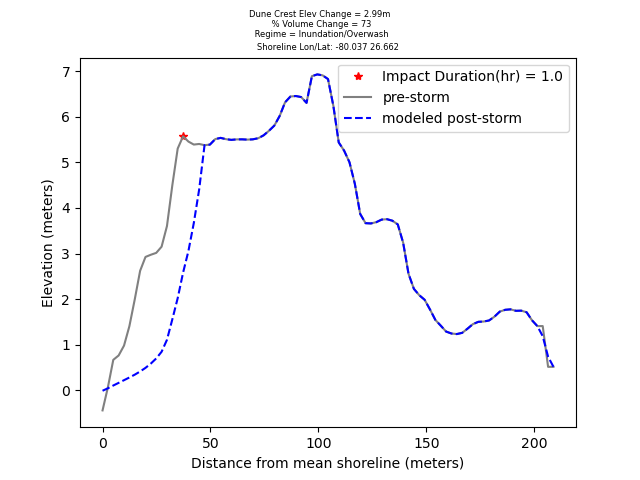 Dune Crest Elev Change = 2.99m
% Volume Change = 73
Regime = Inundation/Overwash
Shoreline Lon/Lat: -80.037 26.662
Impact Duration(hr) = 1.0
pre-storm
modeled post-storm
7
6
5
4
3
2
1
0
Elevation (meters)
0 50 100 150 200
Distance from mean shoreline (meters)